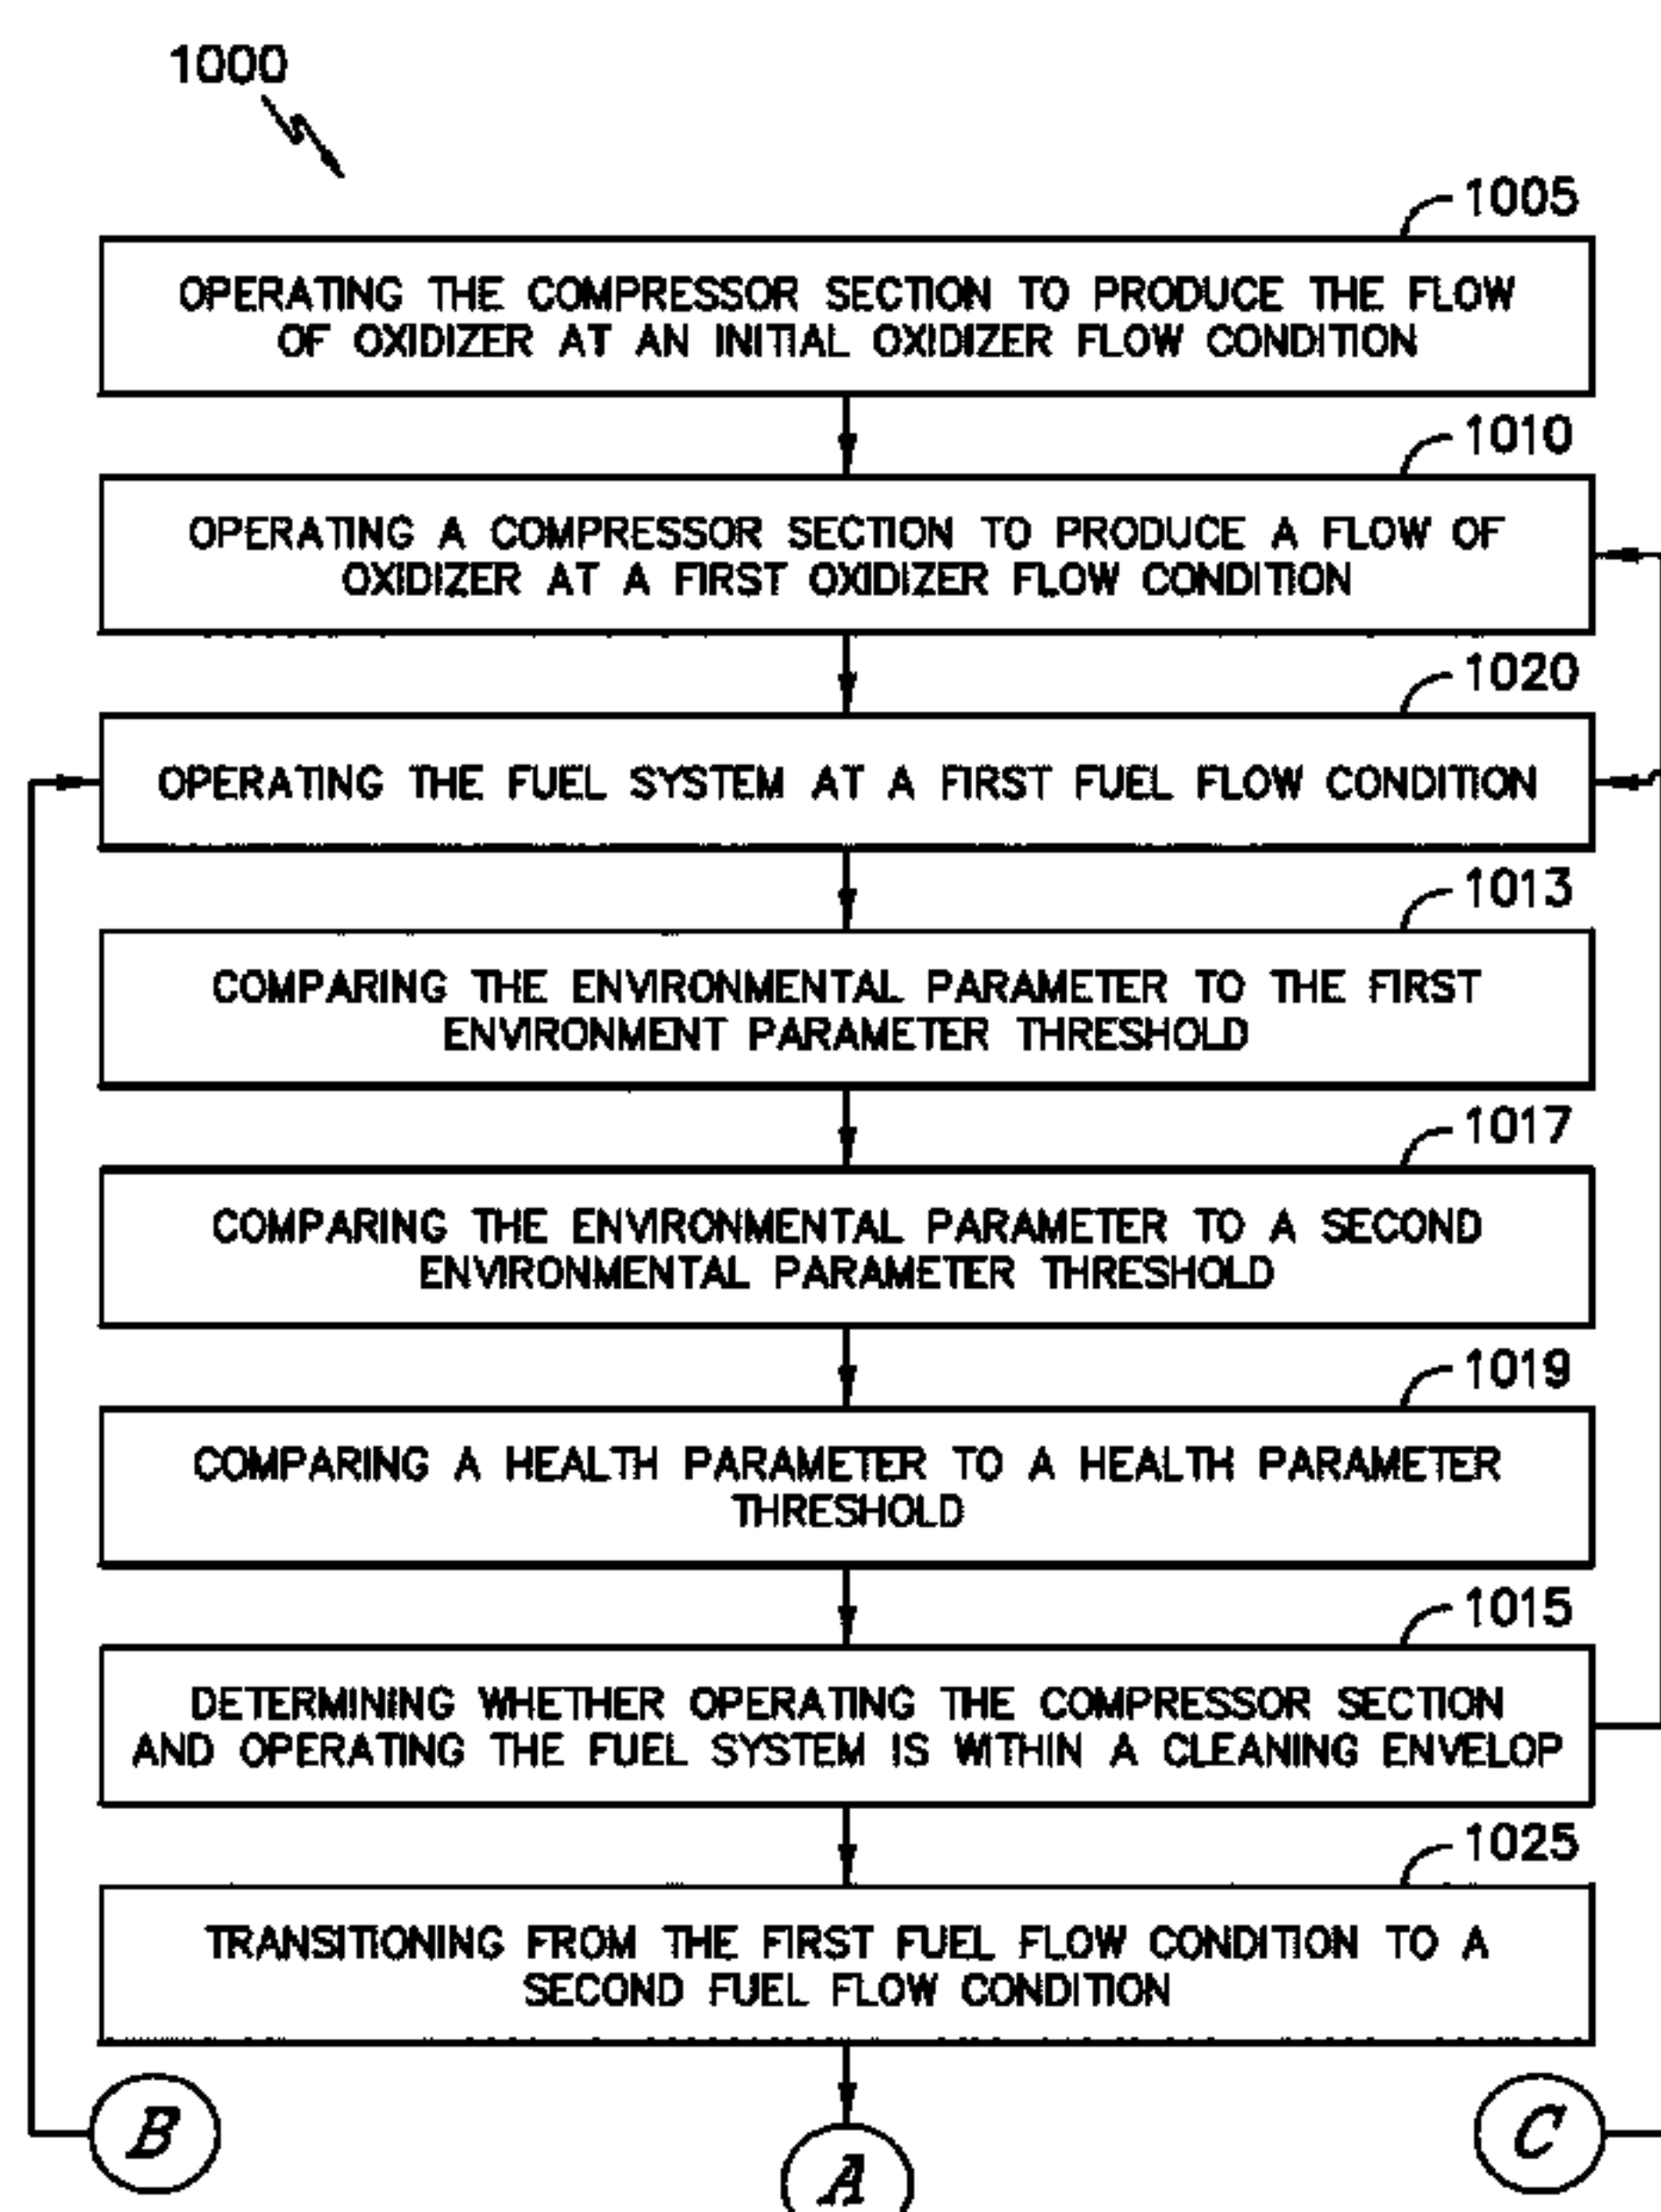 1000
1005
OPERATING THE COMPRESSOR SECTION TO PRODUCE THE FLOW
OF OXIDIZER AT AN INITIAL OXIDIZER FLOW CONDITION
1010
OPERATING A COMPRESSOR SECTION TO PRODUCE A FLOW OF
OXIDIZER AT A FIRST OXIDIZER FLOW CONDITION
1020
OPERATING THE FUEL SYSTEM AT A FIRST FUEL FLOW CONDITION
1013
COMPARING THE ENVIRONMENTAL PARAMETER TO THE FIRST
ENVIRONMENT PARAMETER THRESHOLD
1017
COMPARING THE ENVIRONMENTAL PARAMETER TO A SECOND
ENVIRONMENTAL PARAMETER THRESHOLD
1019
COMPARING A HEALTH PARAMETER TO A HEALTH PARAMETER
THRESHOLD
1015
DETERMINING WHETHER OPERATING THE COMPRESSOR SECTION
AND OPERATING THE FUEL SYSTEM IS WITHIN A CLEANING ENVELOP
1025
TRANSITIONING FROM THE FIRST FUEL FLOW CONDITION TO A
SECOND FUEL FLOW CONDITION
B
A
C